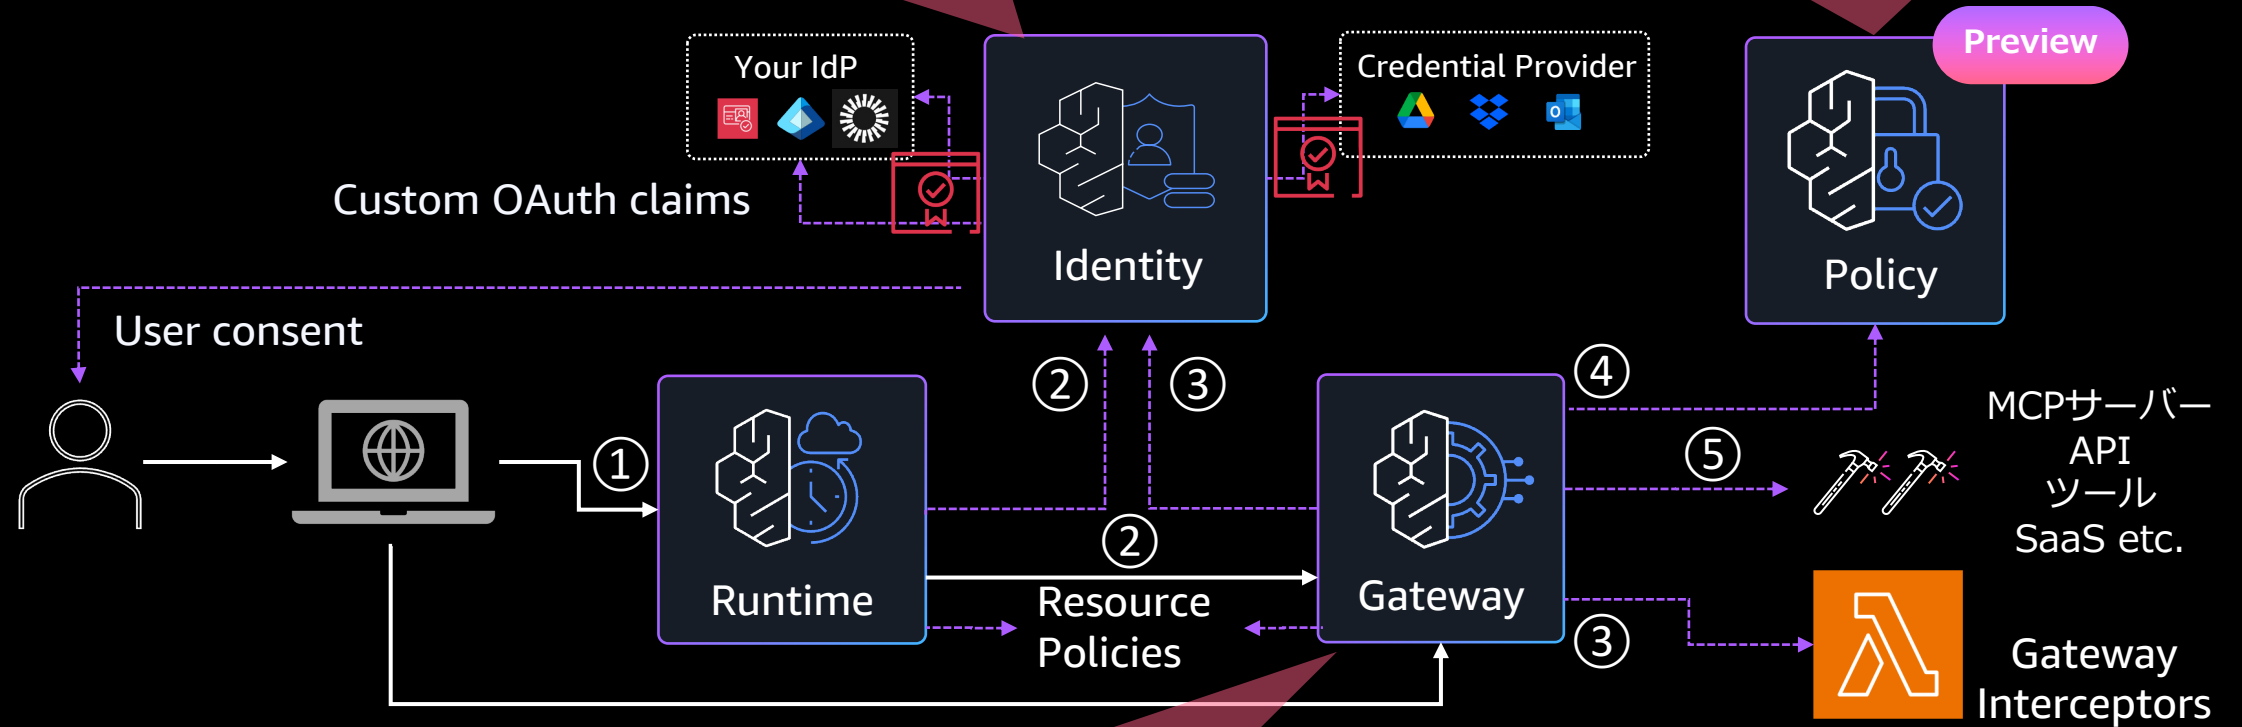 Preview
Your IdP
Credential Provider
Custom OAuth claims
Identity
Policy
User consent
②
③
④
MCPサーバー
API
ツール
SaaS etc.
①
⑤
②
Runtime
Resource
Policies
Gateway
③
Gateway
Interceptors